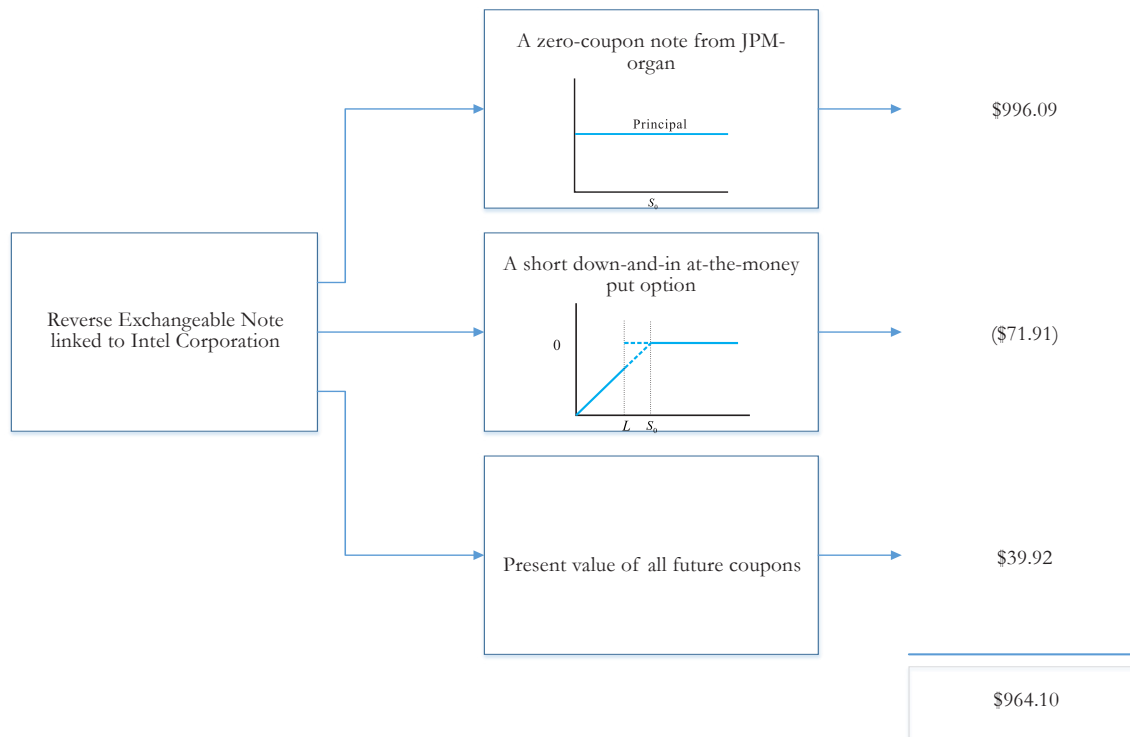 A zero-coupon note from JPM-
organ
Principal
S₀
$996.09
Reverse Exchangeable Note
linked to Intel Corporation
A short down-and-in at-the-money
put option
0
L S₀
($71.91)
Present value of all future coupons
$39.92
$964.10